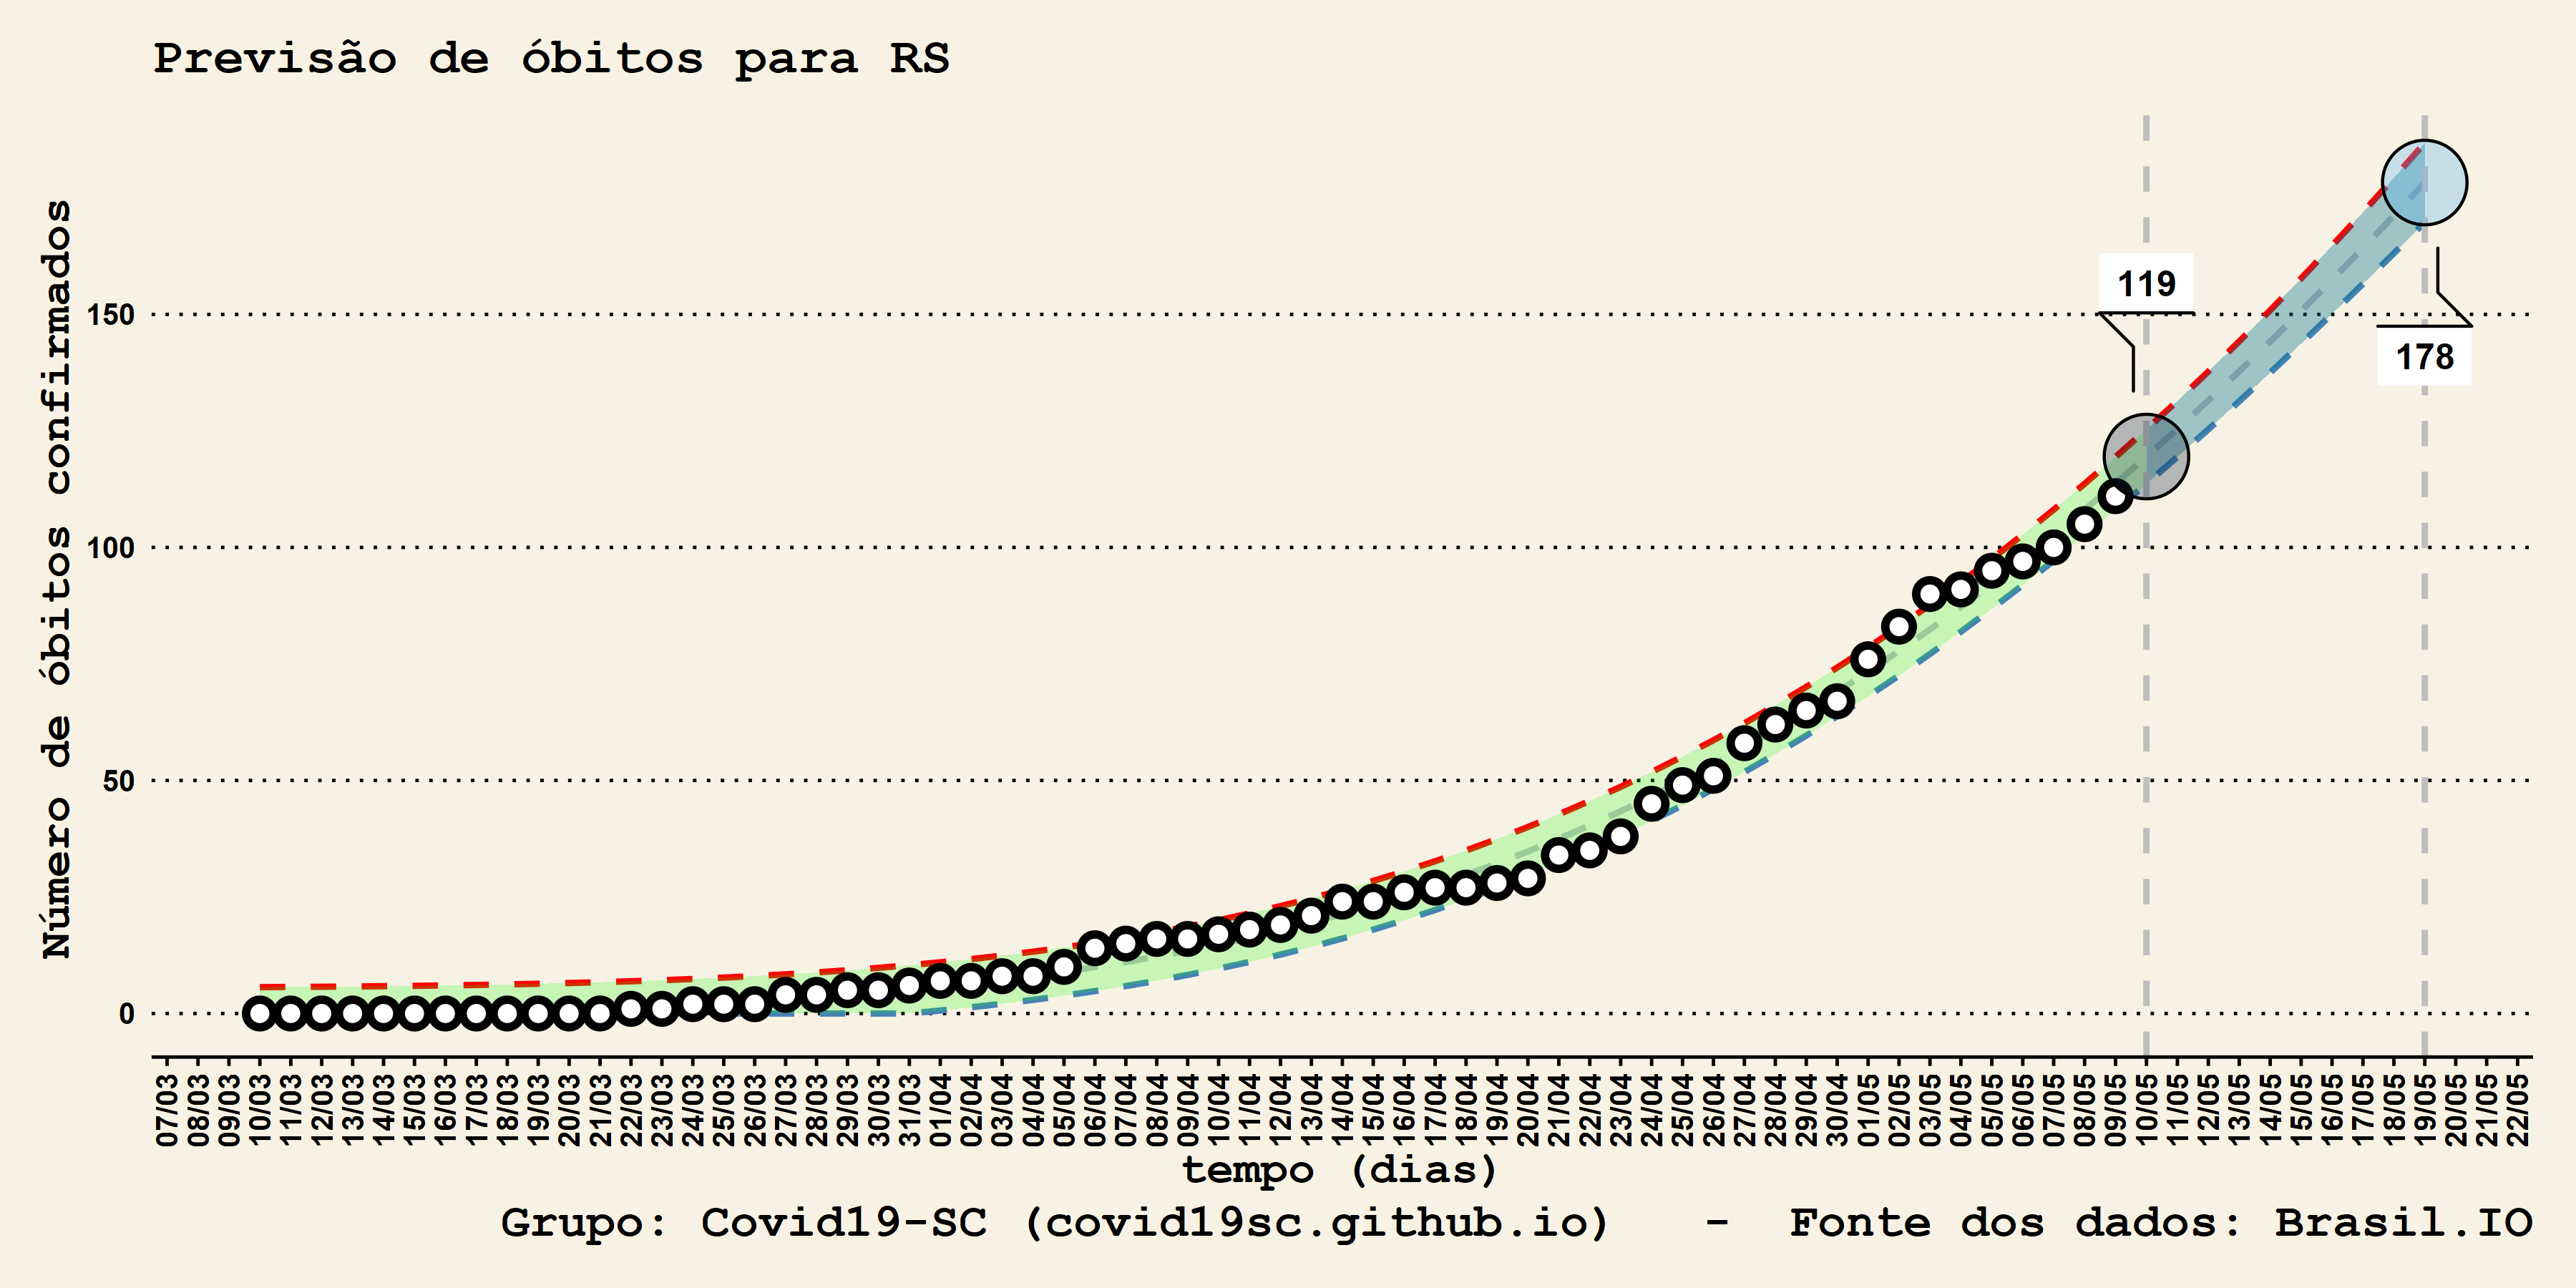 Previsão de óbitos para RS
Número de óbitos confirmados
150
100
50
0
119
178
07/03 08/03 09/03 10/03 11/03 12/03 13/03 14/03 15/03 16/03 17/03 18/03 19/03 20/03 21/03 22/03 23/03 24/03 25/03 26/03 27/03 28/03 29/03 30/03 31/03 01/04 02/04 03/04 04/04 05/04 06/04 07/04 08/04 09/04 10/04 11/04 12/04 13/04 14/04 15/04 16/04 17/04 18/04 19/04 20/04 21/04 22/04 23/04 24/04 25/04 26/04 27/04 28/04 29/04 30/04 01/05 02/05 03/05 04/05 05/05 06/05 07/05 08/05 09/05 10/05 11/05 12/05 13/05 14/05 15/05 16/05 17/05 18/05 19/05 20/05 21/05 22/05
tempo (dias)
Grupo: Covid19-SC (covid19sc.github.io) - Fonte dos dados: Brasil.IO